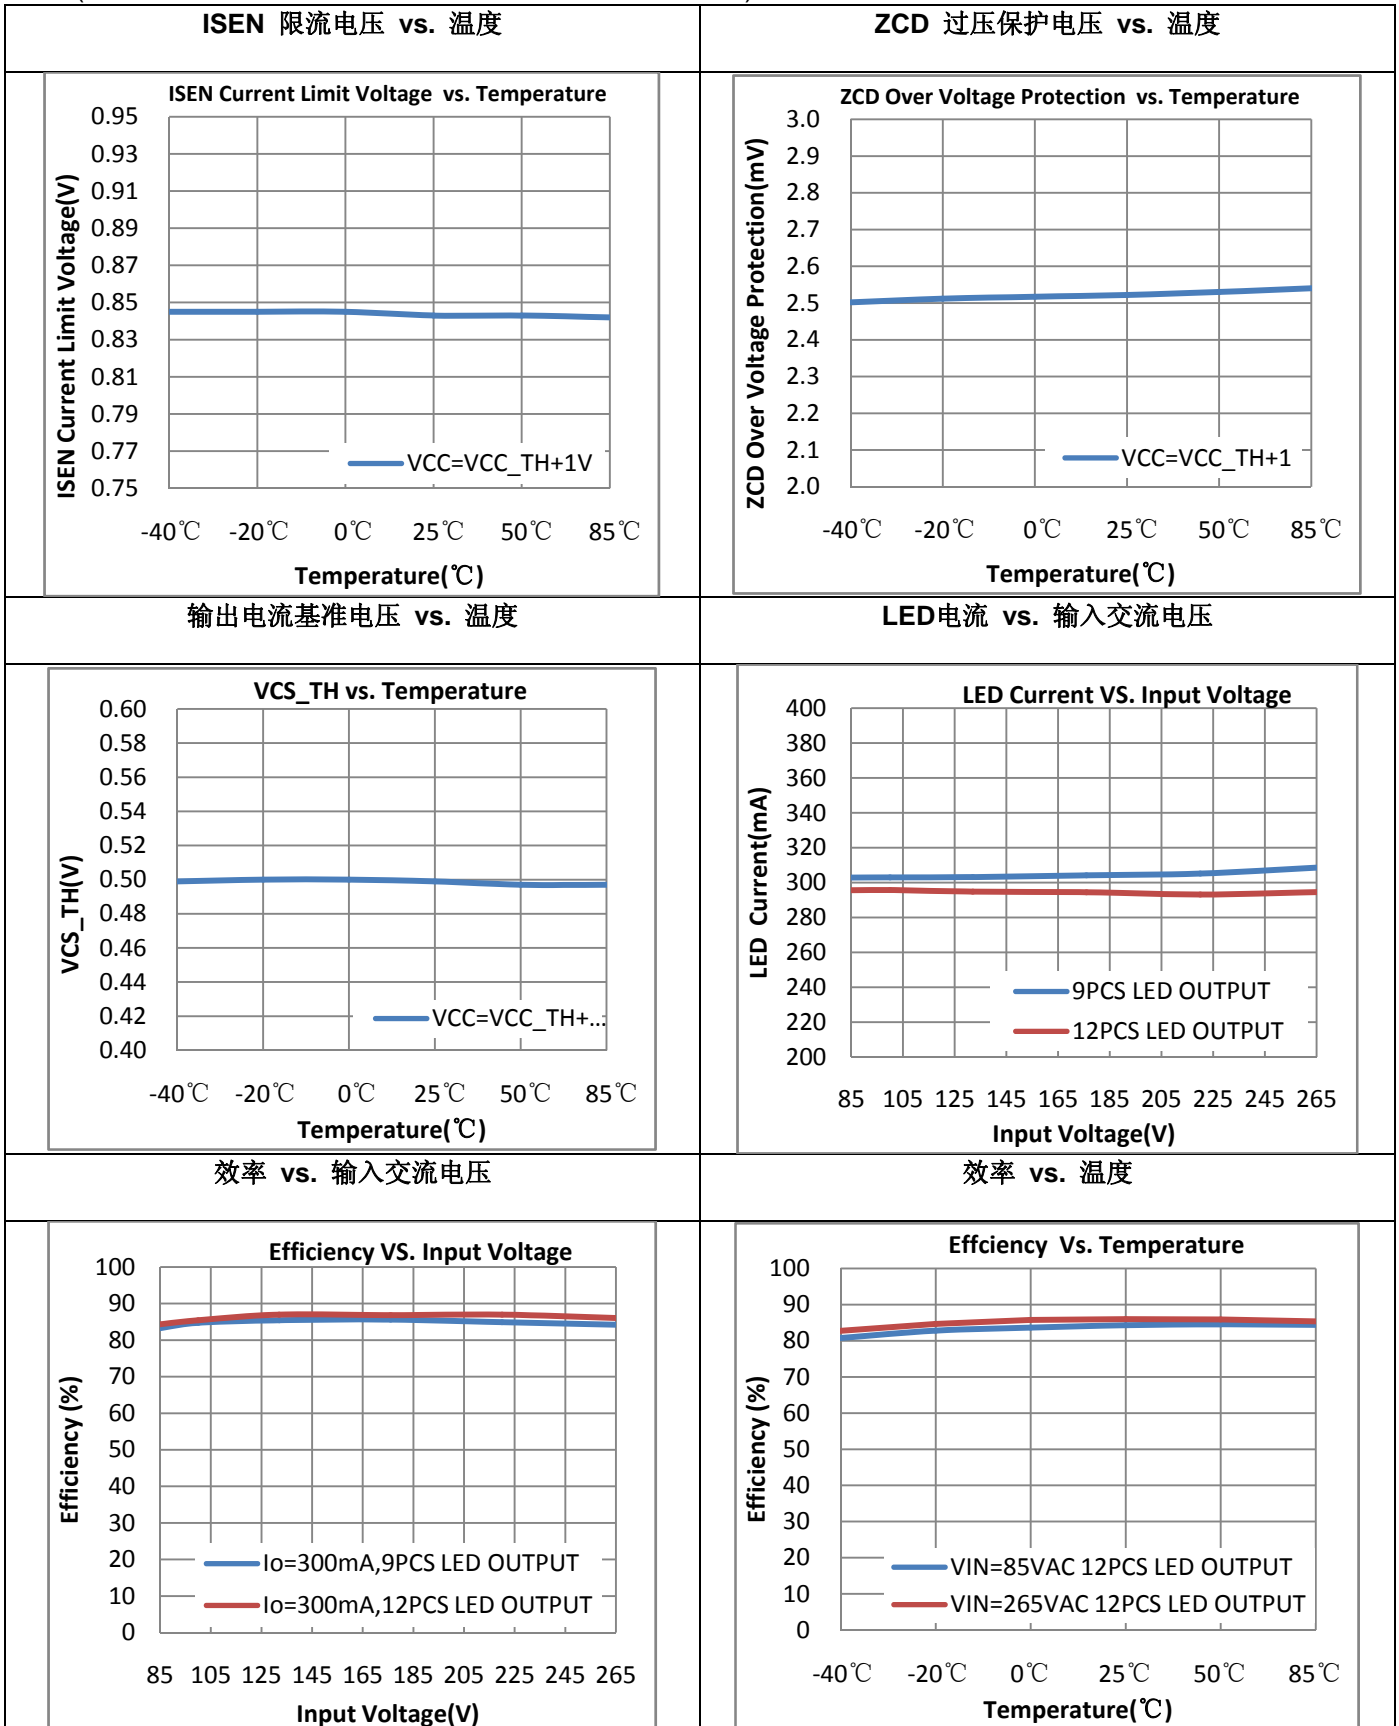 ISEN 限流电压 vs. 温度
ZCD 过压保护电压 vs. 温度
ISEN Current Limit Voltage vs. Temperature
0.95
0.93
0.91
0.89
0.87
0.85
0.83
0.81
0.79
0.77
0.75
ISEN Current Limit Voltage(V)
VCC=VCC_TH+1V
-40℃ -20℃ 0℃ 25℃ 50℃ 85℃
Temperature(℃)
ZCD Over Voltage Protection vs. Temperature
3.0
2.9
2.8
2.7
2.6
2.5
2.4
2.3
2.2
2.1
2.0
ZCD Over Voltage Protection(mV)
VCC=VCC_TH+1
-40℃ -20℃ 0℃ 25℃ 50℃ 85℃
Temperature(℃)
输出电流基准电压 vs. 温度
LED电流 vs. 输入交流电压
VCS_TH vs. Temperature
0.60
0.58
0.56
0.54
0.52
0.50
0.48
0.46
0.44
0.42
0.40
VCS_TH(V)
VCC=VCC_TH+...
-40℃ -20℃ 0℃ 25℃ 50℃ 85℃
Temperature(℃)
LED Current VS. Input Voltage
400
380
360
340
320
300
280
260
240
220
200
LED Current(mA)
9PCS LED OUTPUT
12PCS LED OUTPUT
85 105 125 145 165 185 205 225 245 265
Input Voltage(V)
效率 vs. 输入交流电压
效率 vs. 温度
Efficiency VS. Input Voltage
100
90
80
70
60
50
40
30
20
10
0
Efficiency (%)
Io=300mA,9PCS LED OUTPUT
Io=300mA,12PCS LED OUTPUT
85 105 125 145 165 185 205 225 245 265
Input Voltage(V)
Effciency Vs. Temperature
100
90
80
70
60
50
40
30
20
10
0
Efficiency (%)
VIN=85VAC 12PCS LED OUTPUT
VIN=265VAC 12PCS LED OUTPUT
-40℃ -20℃ 0℃ 25℃ 50℃ 85℃
Temperature(℃)